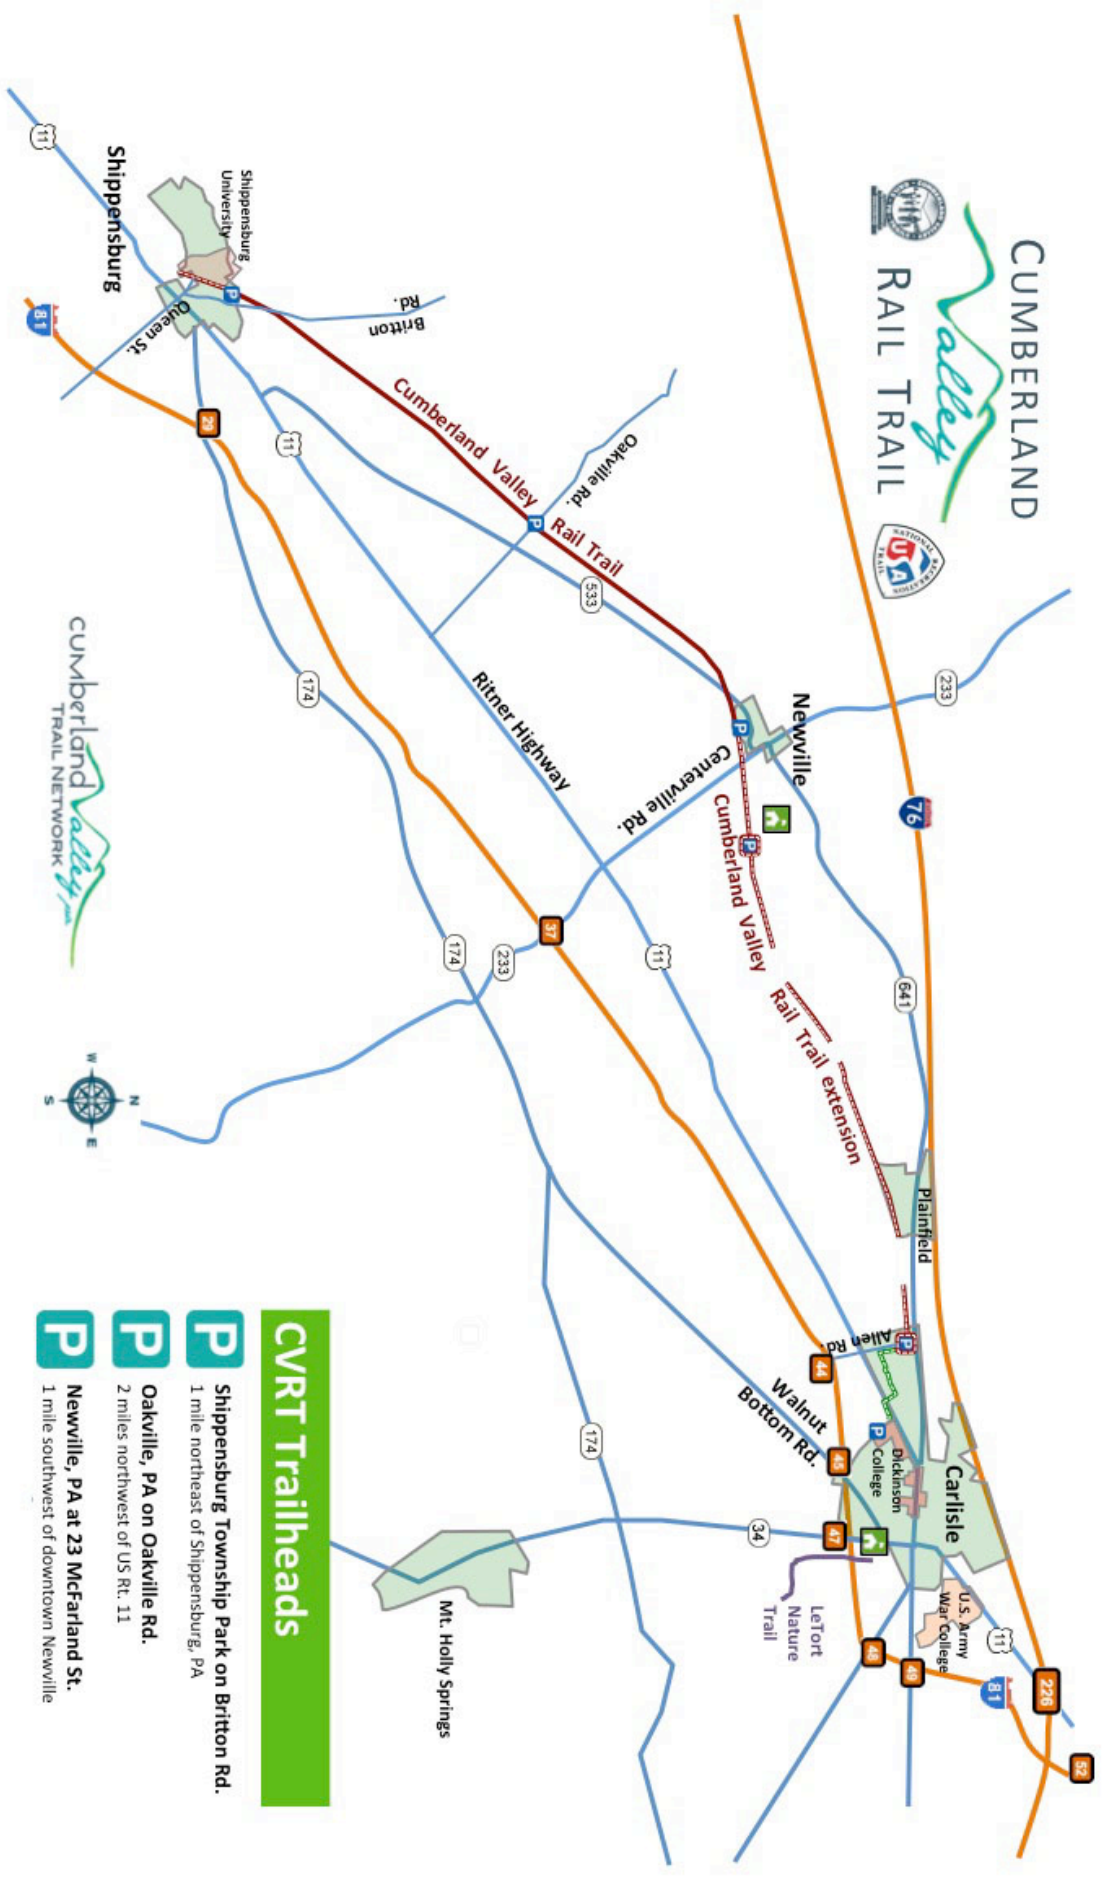 CUMBERLAND
Valley
RAIL TRAIL
NATIONAL RECREATION
USA
TRAIL
76
233
641
Newville
Plainfield
Carlisle
226
52
11
81
U.S. Army
War College
49
48
Dickinson
College
P
P
Allen Rd.
44
45
47
Walnut
Bottom Rd.
34
LeTort
Nature
Trail
Britton
Rd.
Oakville Rd.
Cumberland Valley
Rail Trail
P
533
P
P
Cumberland Valley
Rail Trail extension
Centerville Rd.
Ritner Highway
11
37
233
174
Shippensburg
University
P
Shippensburg
11
Queen St.
81
29
11
174
174
Mt. Holly Springs
CUMberland Valley
TRAIL NETWORK
N
W
E
S
CVRT Trailheads
P
Shippensburg Township Park on Britton Rd.
1 mile northeast of Shippensburg, PA
P
Oakville, PA on Oakville Rd.
2 miles northwest of US Rt. 11
P
Newville, PA at 23 McFarland St.
1 mile southwest of downtown Newville